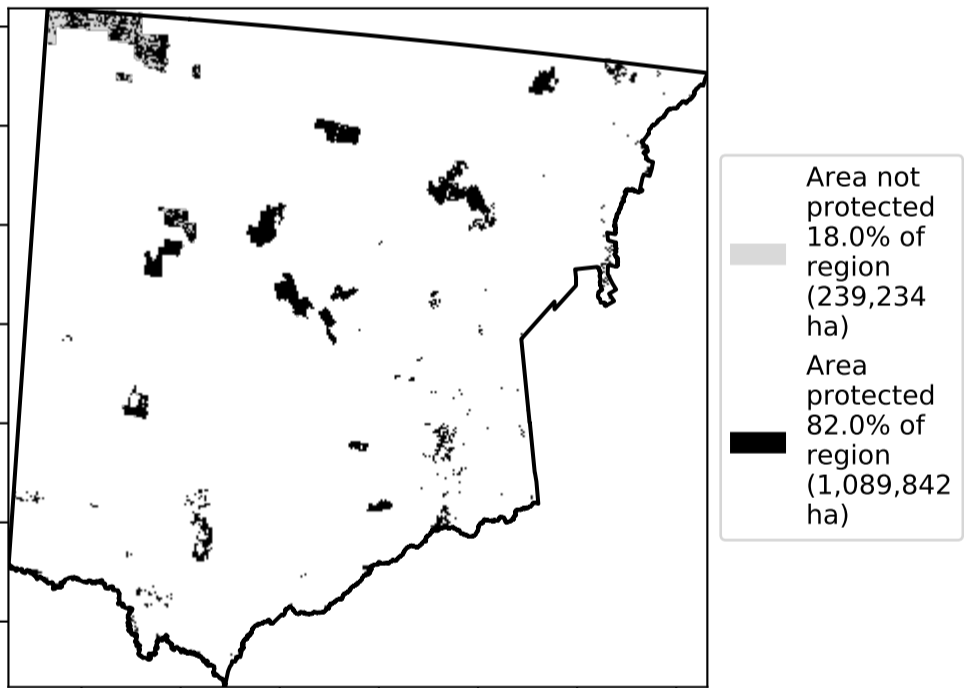 Area not
protected
18.0% of
region
(239,234
ha)
Area
protected
82.0% of
region
(1,089,842
ha)